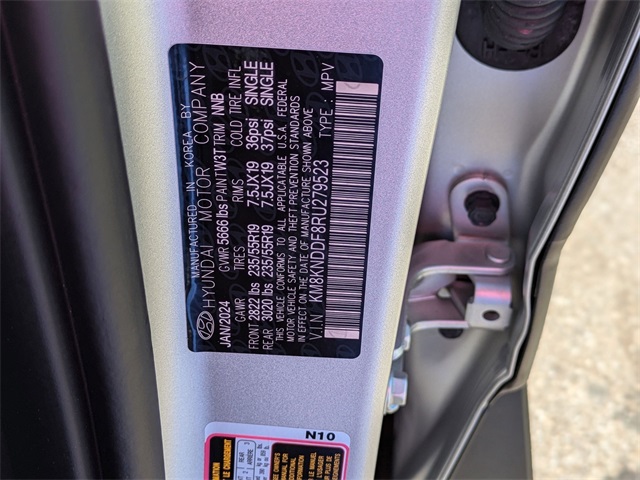 MANUFACTURED IN KOREA BY
HYUNDAI MOTOR COMPANY
JAN/2024 GVWR 5666 lbs PAINT W3T TRIM NNB
GAWR TIRES RIMS COLD TIRE INFL
FRONT 2822 lbs 235/55R19 7.5JX19 36psi SINGLE
REAR 3020 lbs 235/55R19 7.5JX19 37psi SINGLE
THIS VEHICLE CONFORMS TO ALL APPLICABLE U.S.A. FEDERAL
MOTOR VEHICLE SAFETY AND THEFT PREVENTION STANDARDS
IN EFFECT ON THE DATE OF MANUFACTURE SHOWN ABOVE
V.I.N KM8KNDDF8RU279523 TYPE : MPV
N10
LE CHARGEMENT